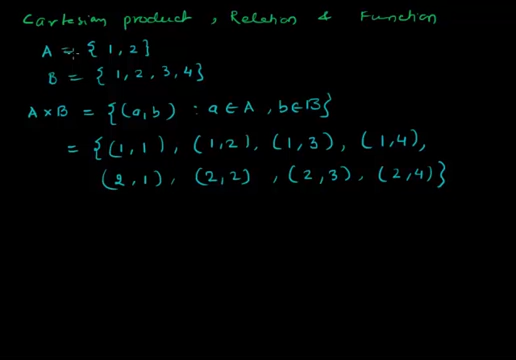 Cartesian product, Relation & Function
A = { 1, 2 }
B = { 1, 2, 3, 4 }
A × B = { (a, b) : a ∈ A, b ∈ B }
= { (1, 1), (1, 2), (1, 3), (1, 4),
(2, 1), (2, 2), (2, 3), (2, 4) }